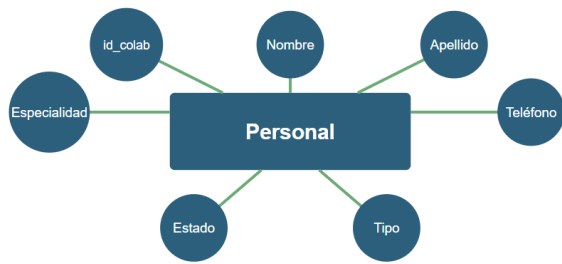 id_colab
Nombre
Apellido
Especialidad
Personal
Teléfono
Estado
Tipo